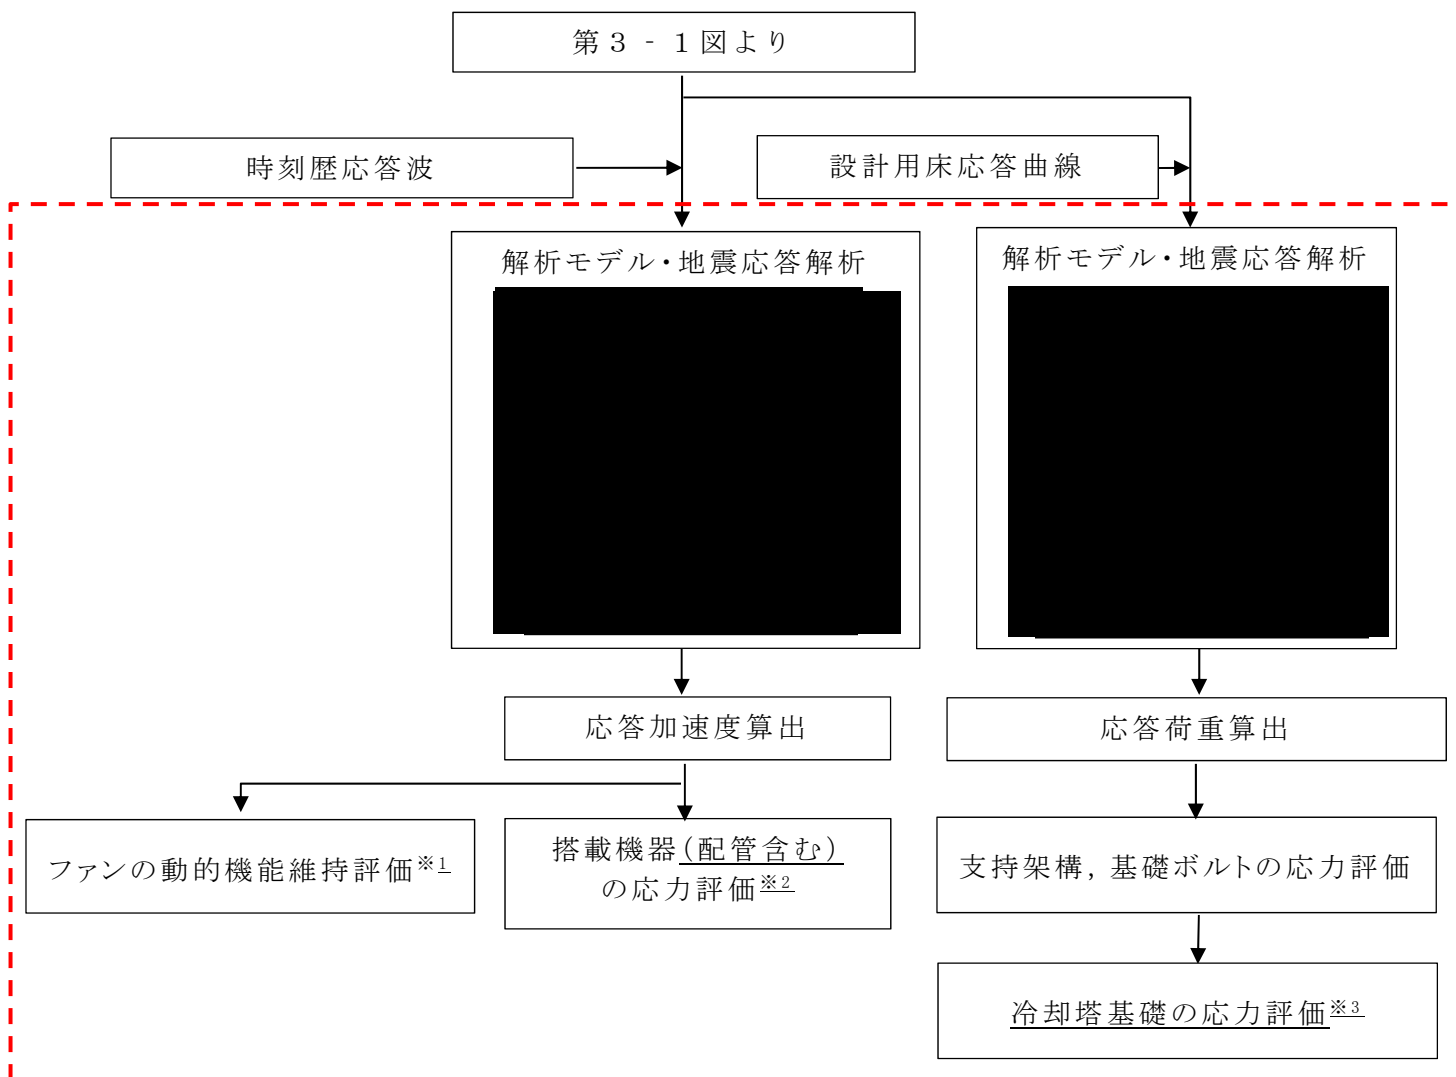 第3-1図より
時刻歴応答波
設計用床応答曲線
解析モデル・地震応答解析
解析モデル・地震応答解析
応答加速度算出
応答荷重算出
ファンの動的機能維持評価※1
搭載機器(配管含む)
の応力評価※2
支持架構，基礎ボルトの応力評価
冷却塔基礎の応力評価※3